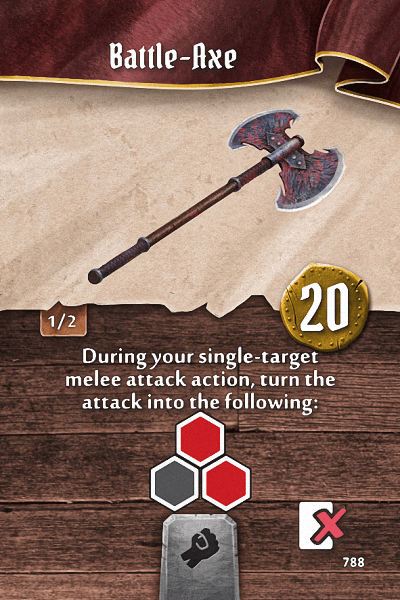 Battle-Axe
20
1/2
During your single-target
melee attack action, turn the
attack into the following:
788